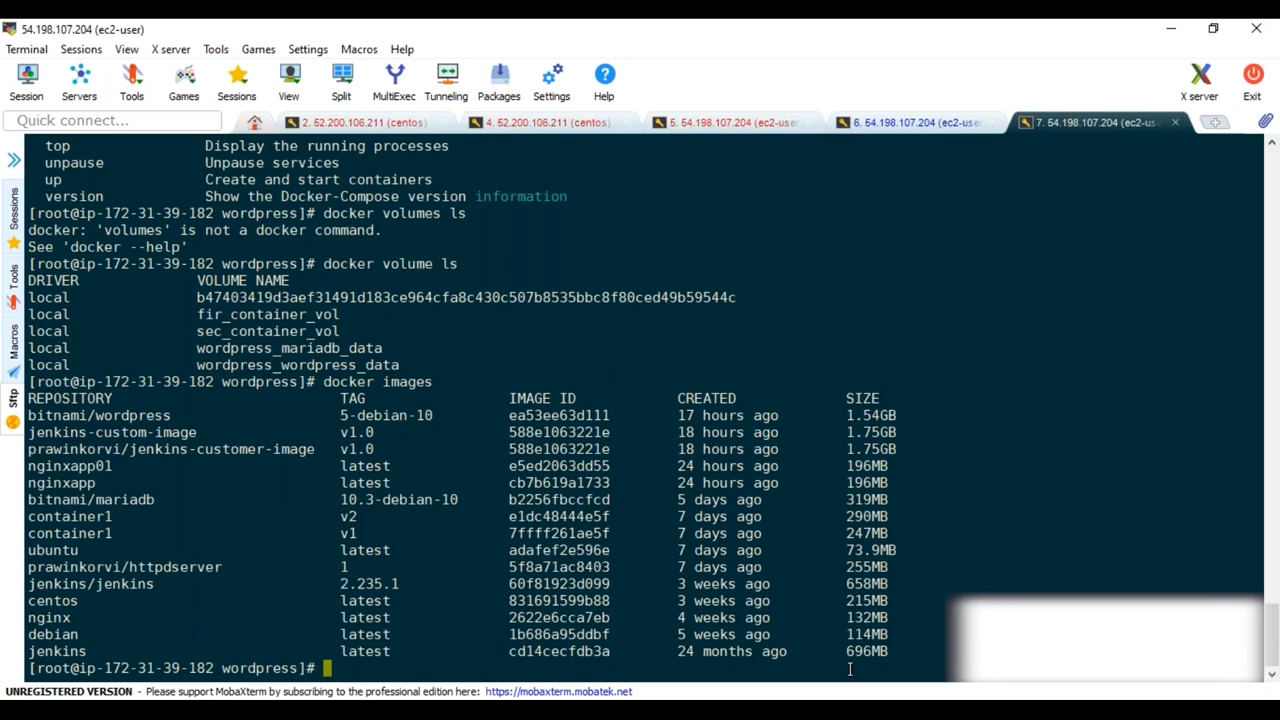 54.198.107.204 (ec2-user)
Terminal Sessions View X server Tools Games Settings Macros Help
Session Servers Tools Games Sessions View Split MultiExec Tunneling Packages Settings Help X server Exit
Quick connect... 2. 52.200.106.211 (centos) 4. 52.200.106.211 (centos) 5. 54.198.107.204 (ec2-us 6. 54.198.107.204 (ec2-use 7. 54.198.107.204 (ec2-us
Sessions
Tools
Macros
Sftp
top Display the running processes
unpause Unpause services
up Create and start containers
version Show the Docker-Compose version information
[root@ip-172-31-39-182 wordpress]# docker volumes ls
docker: 'volumes' is not a docker command.
See 'docker --help'
[root@ip-172-31-39-182 wordpress]# docker volume ls
DRIVER VOLUME NAME
local b47403419d3aef31491d183ce964cfa8c430c507b8535bbc8f80ced49b59544c
local fir_container_vol
local sec_container_vol
local wordpress_mariadb_data
local wordpress_wordpress_data
[root@ip-172-31-39-182 wordpress]# docker images
REPOSITORY TAG IMAGE ID CREATED SIZE
bitnami/wordpress 5-debian-10 ea53ee63d111 17 hours ago 1.54GB
jenkins-custom-image v1.0 588e1063221e 18 hours ago 1.75GB
prawinkorvi/jenkins-customer-image v1.0 588e1063221e 18 hours ago 1.75GB
nginxapp01 latest e5ed2063dd55 24 hours ago 196MB
nginxapp latest cb7b619a1733 24 hours ago 196MB
bitnami/mariadb 10.3-debian-10 b2256fbccfcd 5 days ago 319MB
container1 v2 e1dc48444e5f 7 days ago 290MB
container1 v1 7ffff261ae5f 7 days ago 247MB
ubuntu latest adafef2e596e 7 days ago 73.9MB
prawinkorvi/httpdserver 1 5f8a71ac8403 7 days ago 255MB
jenkins/jenkins 2.235.1 60f81923d099 3 weeks ago 658MB
centos latest 831691599b88 3 weeks ago 215MB
nginx latest 2622e6cca7eb 4 weeks ago 132MB
debian latest 1b686a95ddbf 5 weeks ago 114MB
jenkins latest cd14cecfdb3a 24 months ago 696MB
[root@ip-172-31-39-182 wordpress]#
UNREGISTERED VERSION - Please support MobaXterm by subscribing to the professional edition here: https://mobaxterm.mobatek.net